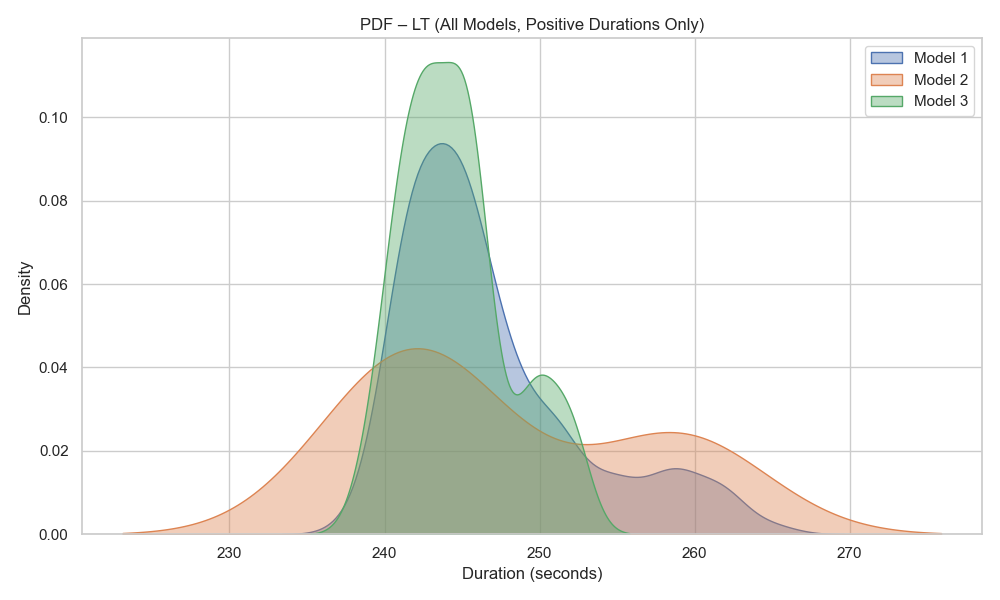 PDF – LT (All Models, Positive Durations Only)
Model 1
Model 2
Model 3
0.10
0.08
0.06
0.04
0.02
0.00
Density
230 240 250 260 270
Duration (seconds)